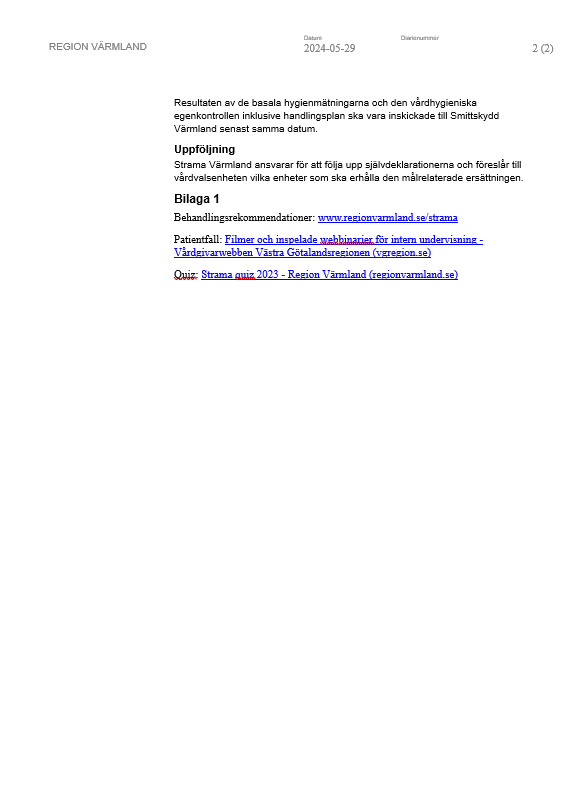 REGION VÄRMLAND
Datum
2024-05-29
Diarienummer
2 (2)
Resultaten av de basala hygienmätningarna och den vårdhygieniska
egenkontrollen inklusive handlingsplan ska vara inskickade till Smittskydd
Värmland senast samma datum.
Uppföljning
Strama Värmland ansvarar för att följa upp självdeklarationerna och föreslår till
vårdvalsenheten vilka enheter som ska erhålla den målrelaterade ersättningen.
Bilaga 1
Behandlingsrekommendationer: www.regionvarmland.se/strama
Patientfall: Filmer och inspelade webbinarier för intern undervisning -
Vårdgivarwebben Västra Götalandsregionen (vgregion.se)
Quiz: Strama quiz 2023 - Region Värmland (regionvarmland.se)